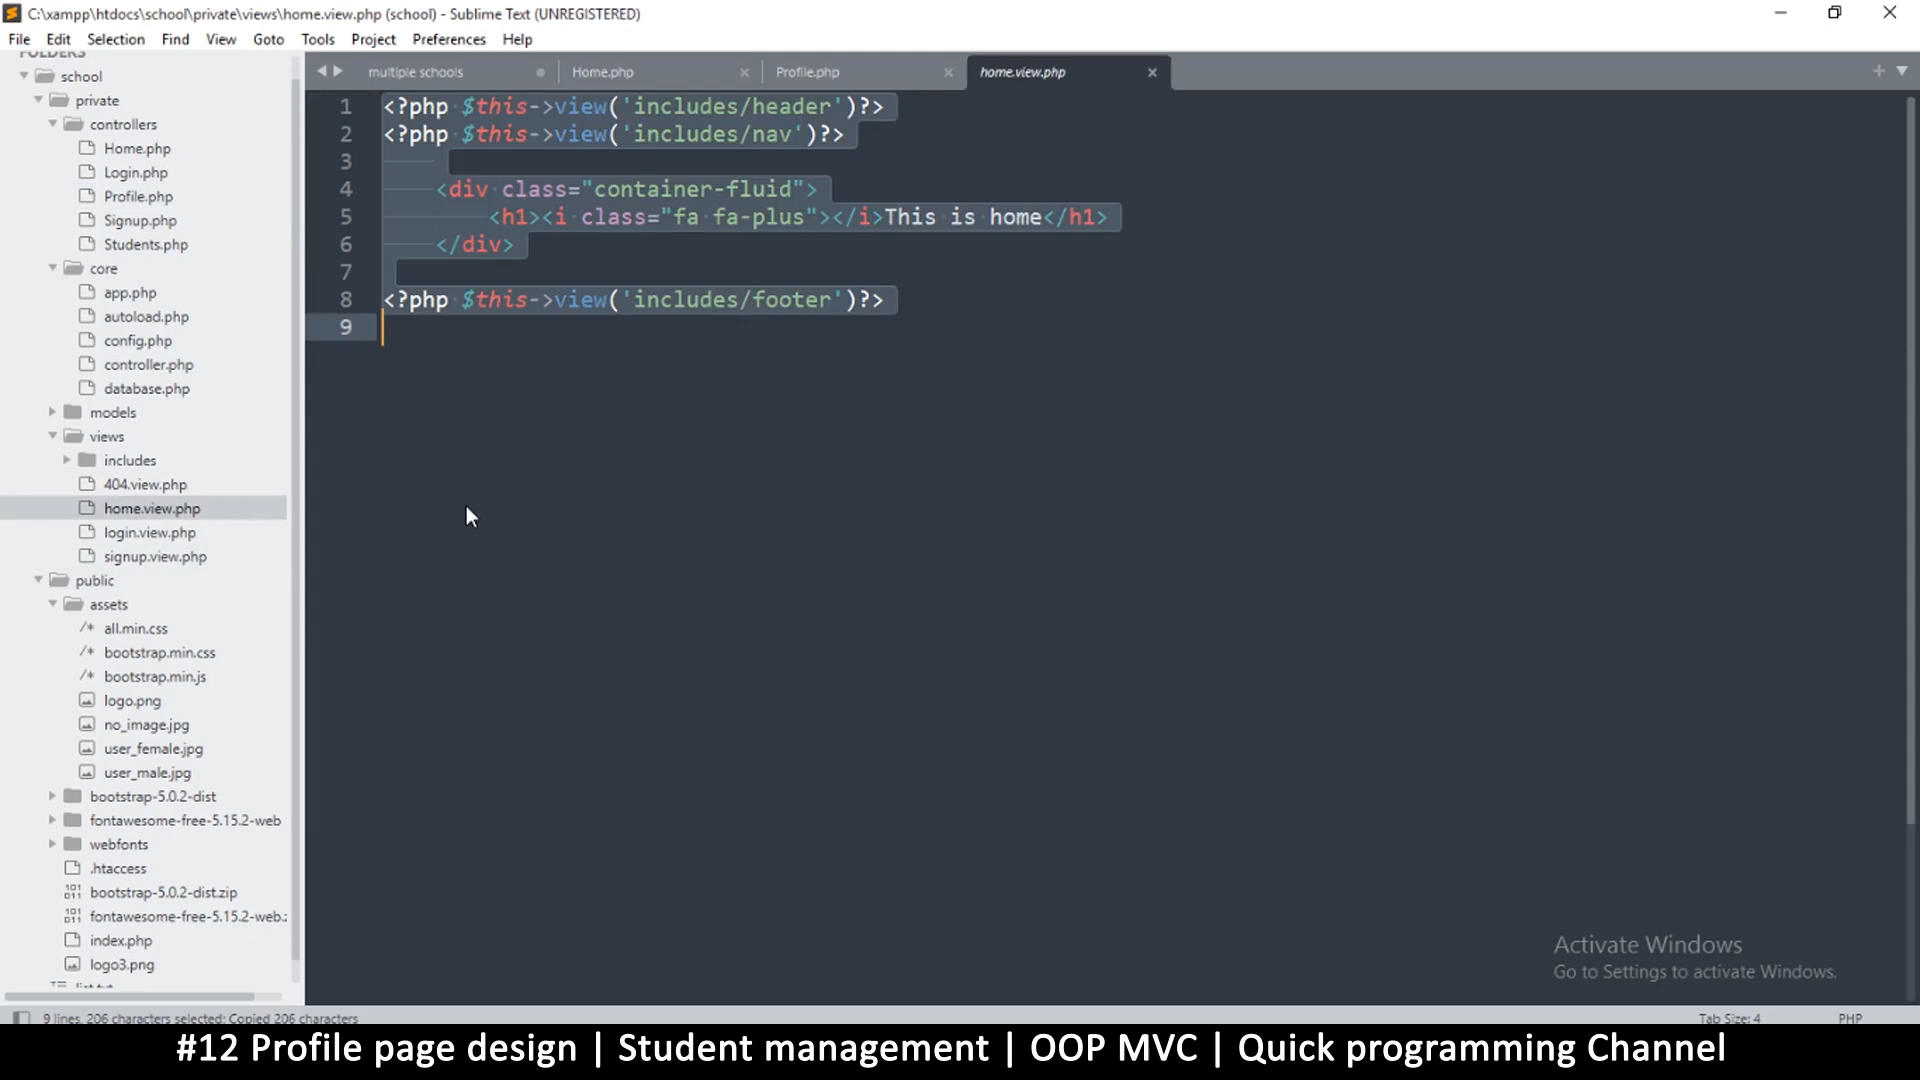 C:\xampp\htdocs\school\private\views\home.view.php (school) - Sublime Text (UNREGISTERED)
File Edit Selection Find View Goto Tools Project Preferences Help
FOLDERS
school
private
controllers
Home.php
Login.php
Profile.php
Signup.php
Students.php
core
app.php
autoload.php
config.php
controller.php
database.php
models
views
includes
404.view.php
home.view.php
login.view.php
signup.view.php
public
assets
/* all.min.css
/* bootstrap.min.css
/* bootstrap.min.js
logo.png
no_image.jpg
user_female.jpg
user_male.jpg
bootstrap-5.0.2-dist
fontawesome-free-5.15.2-web
webfonts
.htaccess
bootstrap-5.0.2-dist.zip
fontawesome-free-5.15.2-web.z
index.php
logo3.png
multiple schools Home.php Profile.php home.view.php
1 <?php $this->view('includes/header')?>
2 <?php $this->view('includes/nav')?>
3
4 <div class="container-fluid">
5 <h1><i class="fa fa-plus"></i>This is home</h1>
6 </div>
7
8 <?php $this->view('includes/footer')?>
9
Activate Windows
Go to Settings to activate Windows.
9 lines, 206 characters selected; Copied 206 characters Tab Size: 4 PHP
#12 Profile page design | Student management | OOP MVC | Quick programming Channel